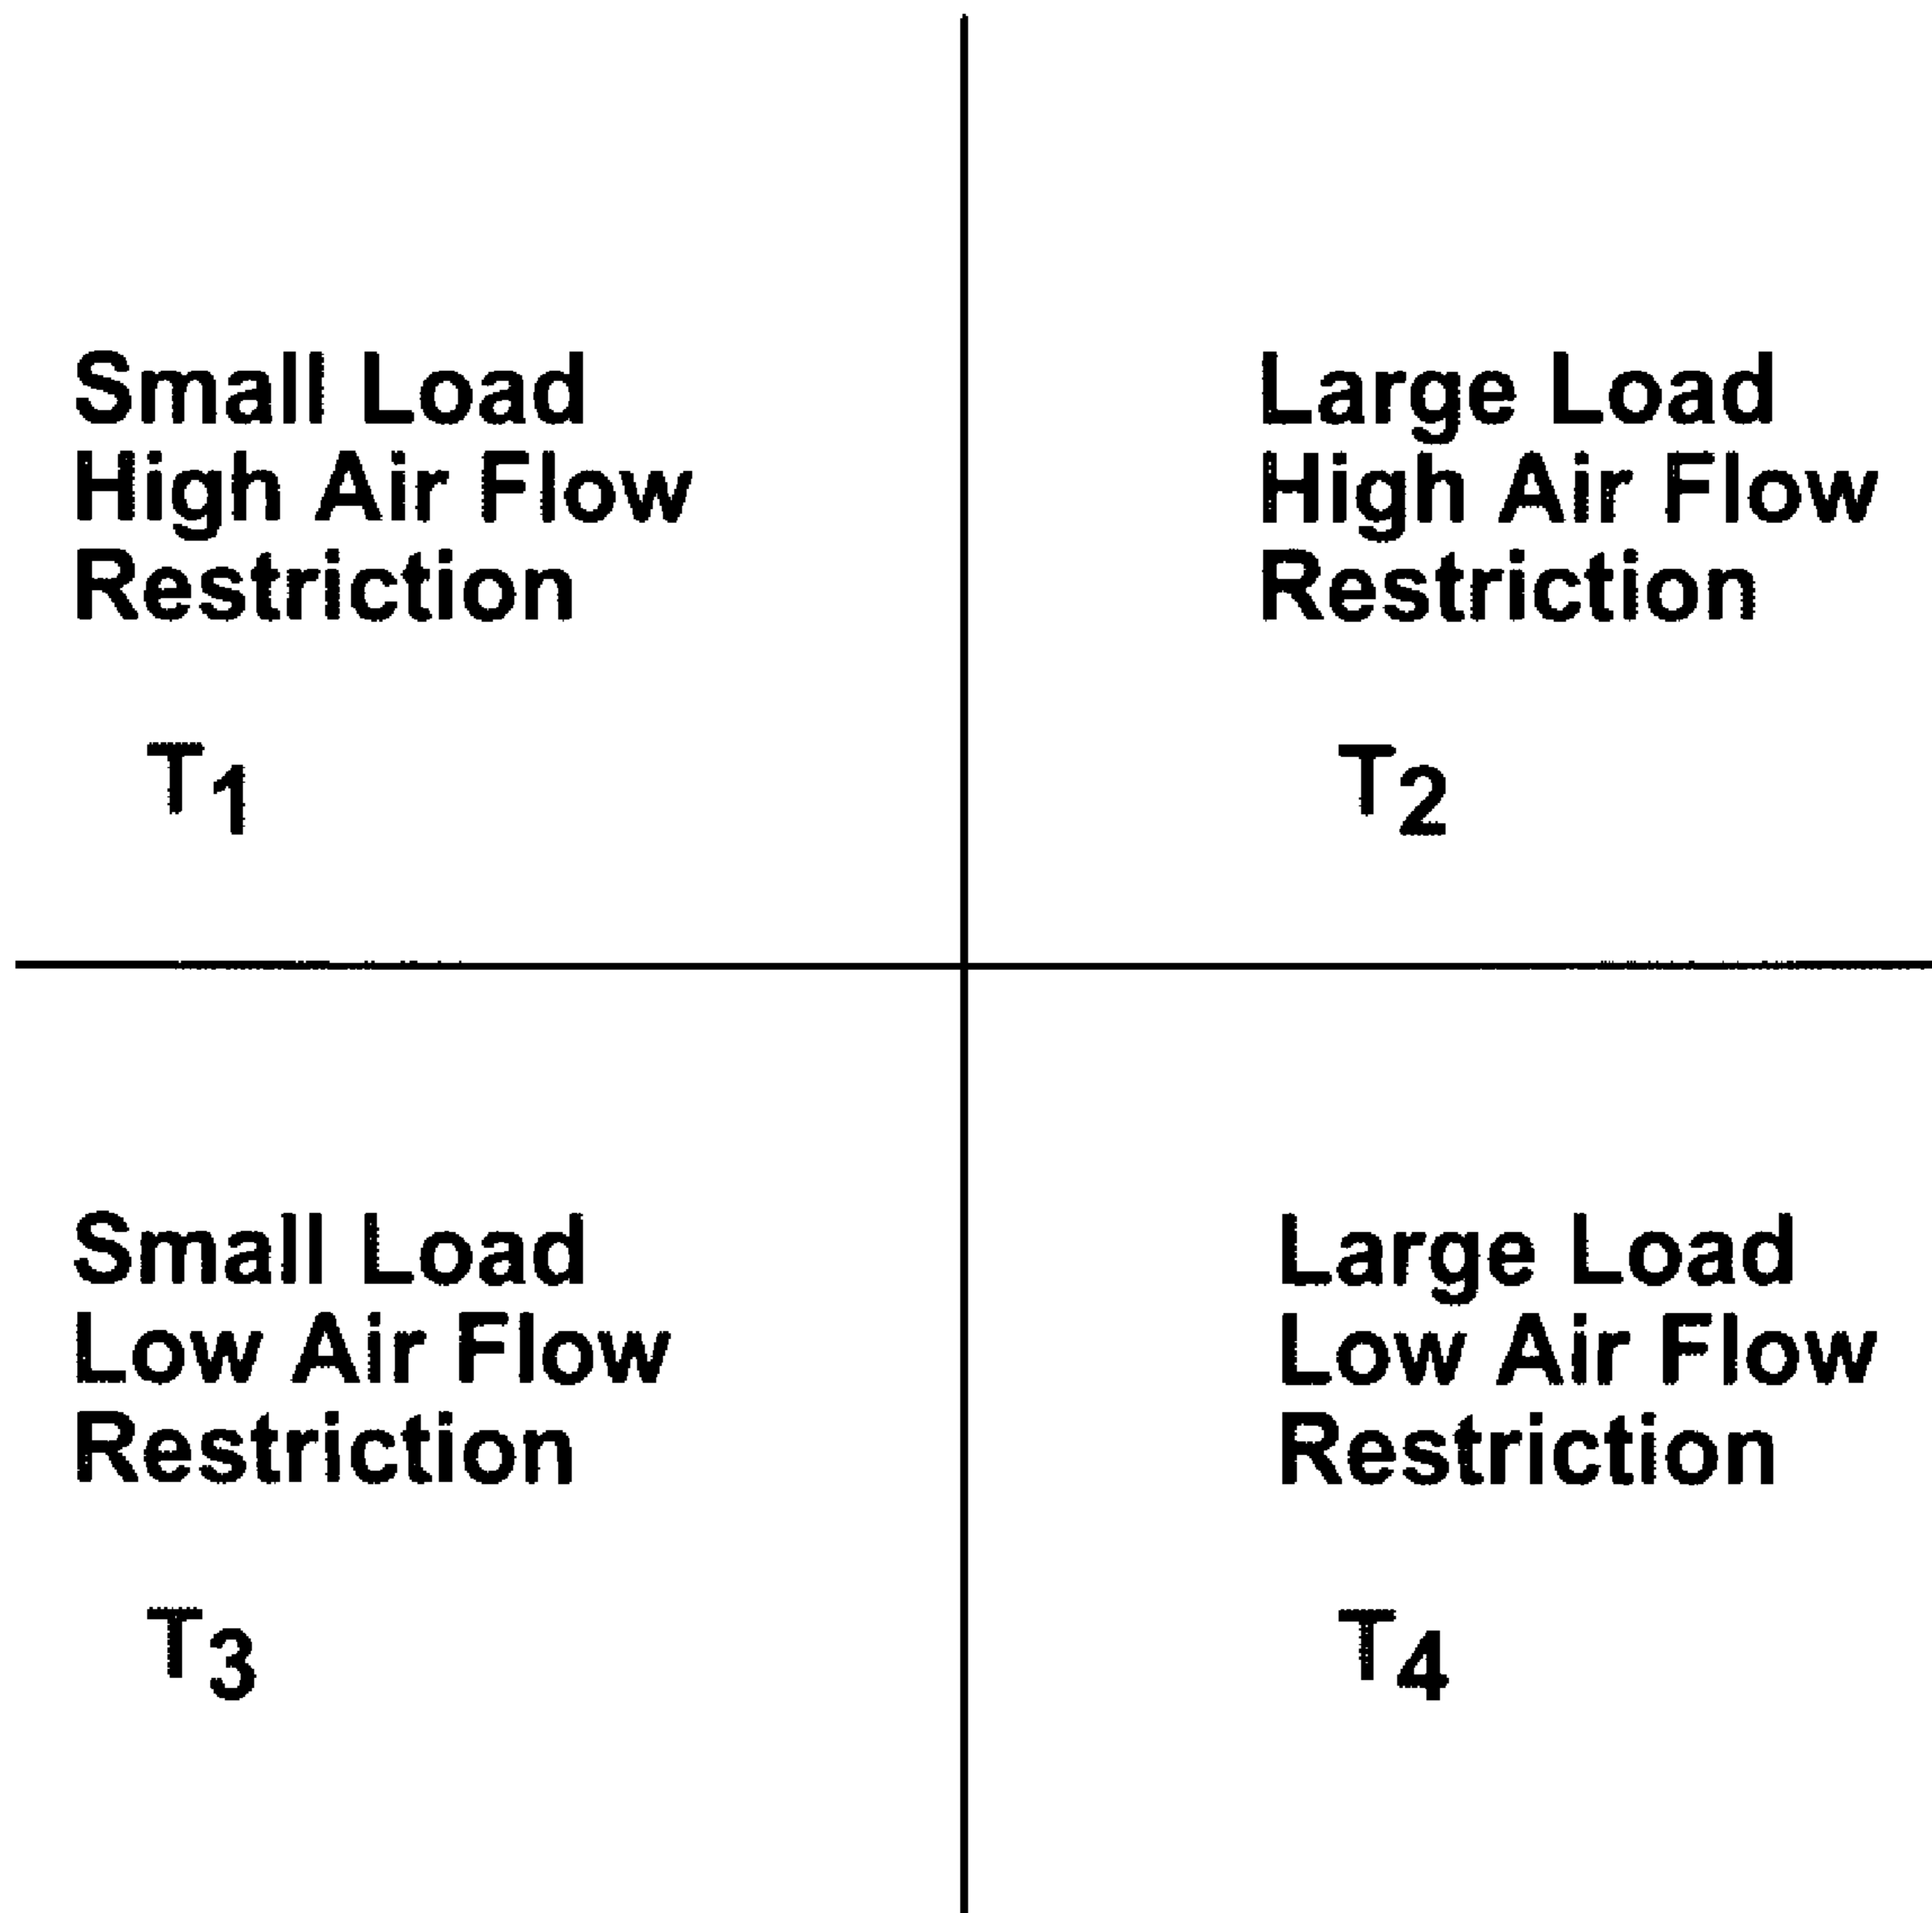 Small Load
High Air Flow
Restriction
T1
Large Load
High Air Flow
Restriction
T2
Small Load
Low Air Flow
Restriction
T3
Large Load
Low Air Flow
Restriction
T4